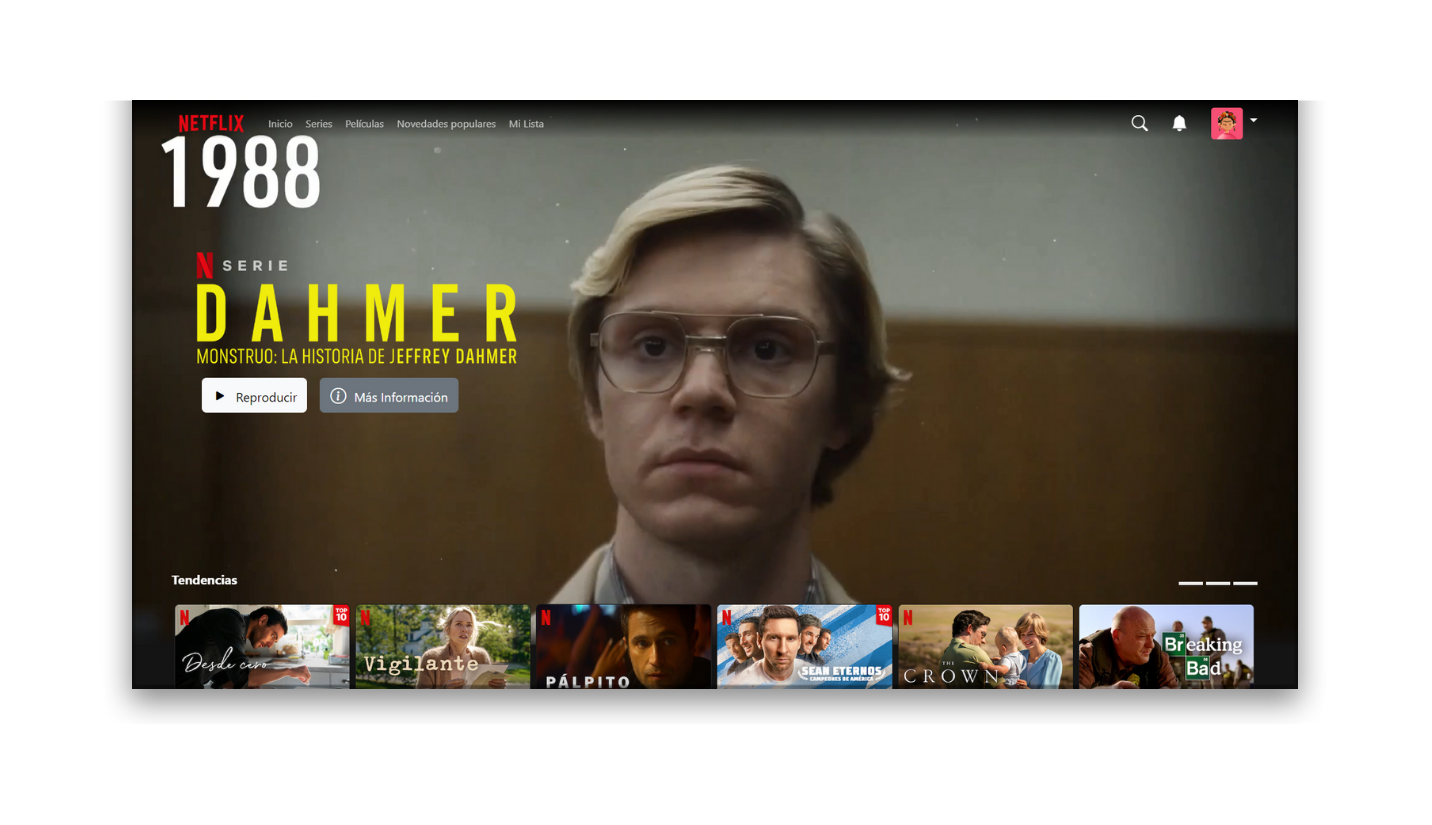 NETFLIX Inicio Series Películas Novedades populares Mi Lista
1988
N SERIE
DAHMER
MONSTRUO: LA HISTORIA DE JEFFREY DAHMER
Reproducir Más Información
Tendencias
N TOP 10
Desde cero
N
Vigilante
N
PÁLPITO
N TOP 10
SEAN ETERNOS
CAMPEONES DE AMÉRICA
N
THE
CROWN
Breaking
Bad